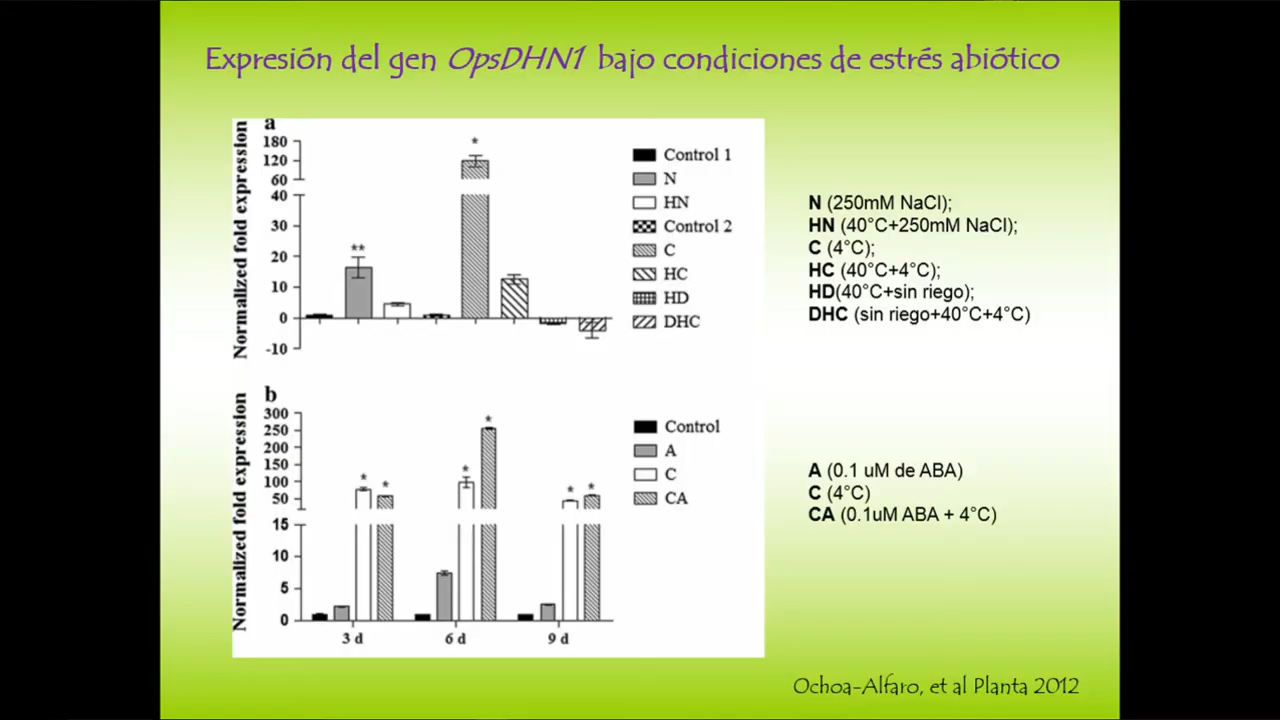 Expresión del gen OpsDHN1 bajo condiciones de estrés abiótico
a
Normalized fold expression
180
120
60
40
30
20
10
0
-10
**
*
Control 1
N
HN
Control 2
C
HC
HD
DHC
N (250mM NaCl);
HN (40°C+250mM NaCl);
C (4°C);
HC (40°C+4°C);
HD(40°C+sin riego);
DHC (sin riego+40°C+4°C)
b
Normalized fold expression
300
250
200
150
100
50
15
10
5
0
*
*
*
*
*
*
3 d
6 d
9 d
Control
A
C
CA
A (0.1 uM de ABA)
C (4°C)
CA (0.1uM ABA + 4°C)
Ochoa-Alfaro, et al Planta 2012